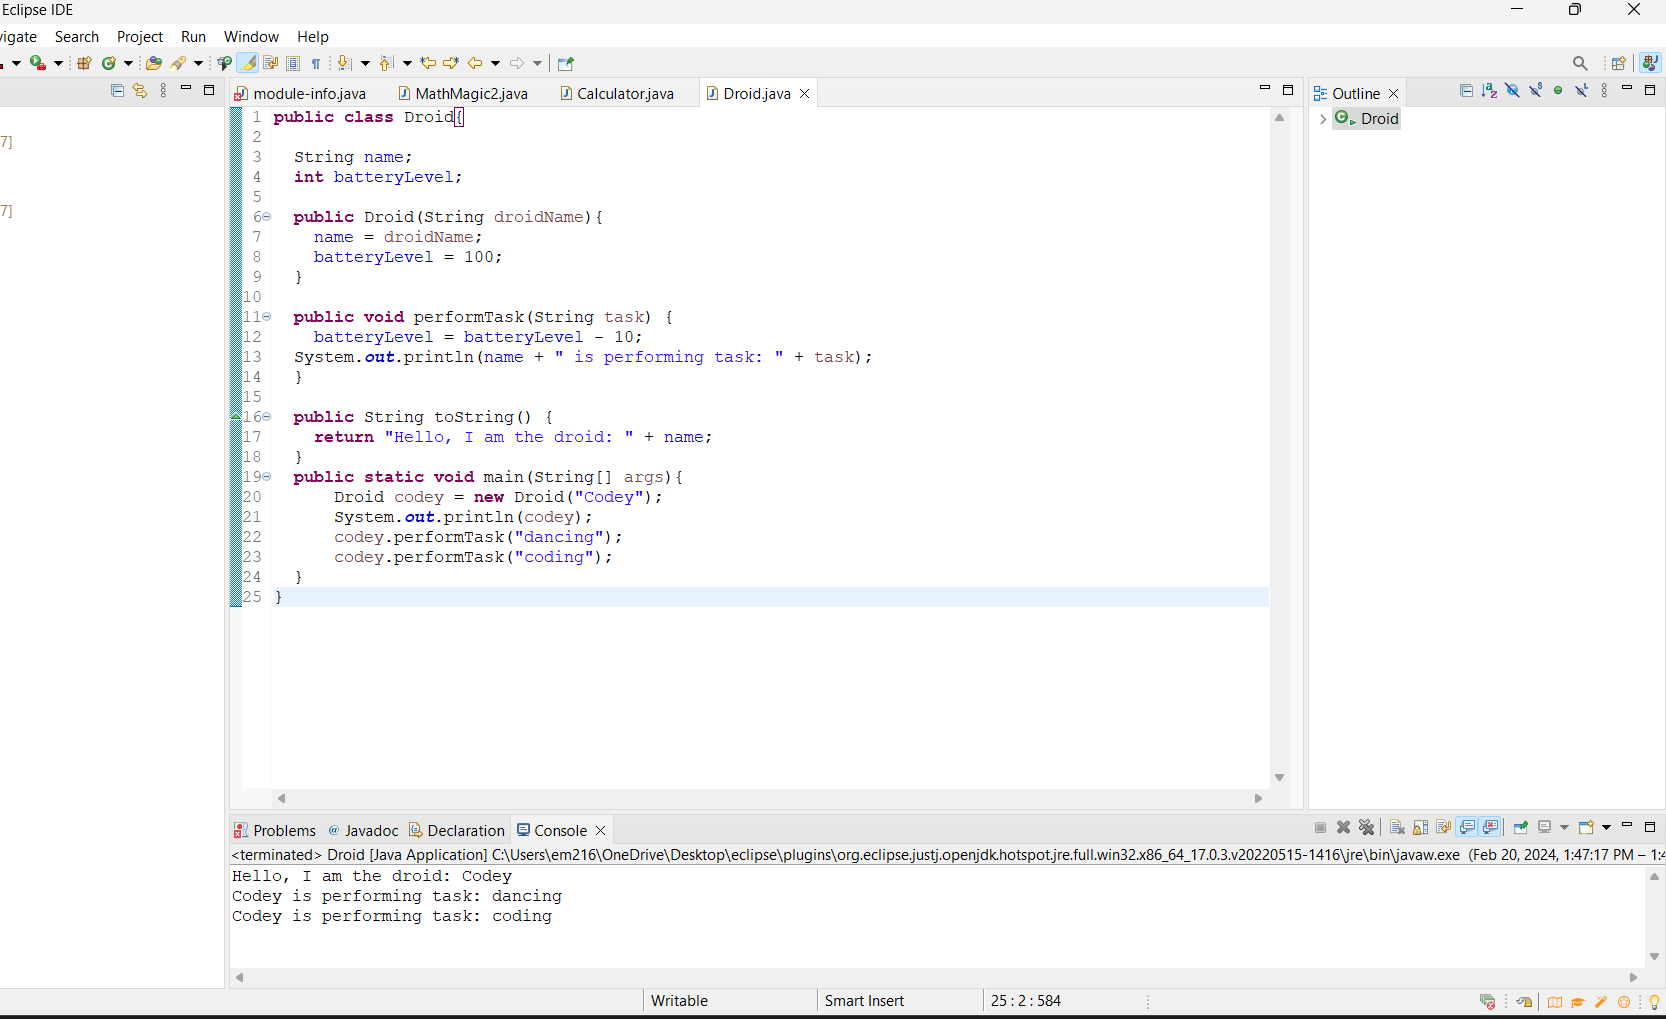 Eclipse IDE
vigate Search Project Run Window Help
module-info.java MathMagic2.java Calculator.java Droid.java
Outline
Droid
7]
7]
1 public class Droid{
2
3 String name;
4 int batteryLevel;
5
6 public Droid(String droidName){
7 name = droidName;
8 batteryLevel = 100;
9 }
10
11 public void performTask(String task) {
12 batteryLevel = batteryLevel - 10;
13 System.out.println(name + " is performing task: " + task);
14 }
15
16 public String toString() {
17 return "Hello, I am the droid: " + name;
18 }
19 public static void main(String[] args){
20 Droid codey = new Droid("Codey");
21 System.out.println(codey);
22 codey.performTask("dancing");
23 codey.performTask("coding");
24 }
25 }
Problems @ Javadoc Declaration Console
<terminated> Droid [Java Application] C:\Users\em216\OneDrive\Desktop\eclipse\plugins\org.eclipse.justj.openjdk.hotspot.jre.full.win32.x86_64_17.0.3.v20220515-1416\jre\bin\javaw.exe (Feb 20, 2024, 1:47:17 PM – 1:4
Hello, I am the droid: Codey
Codey is performing task: dancing
Codey is performing task: coding
Writable Smart Insert 25 : 2 : 584